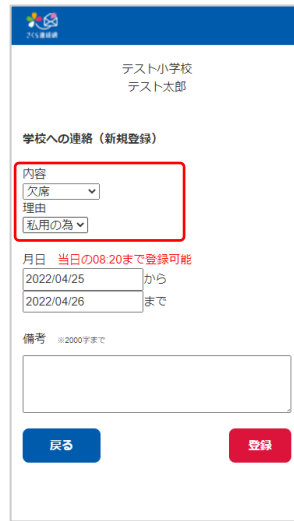 さくら連絡網
テスト小学校
テスト太郎
学校への連絡（新規登録）
内容
欠席
理由
私用の為
月日 当日の08:20まで登録可能
2022/04/25 から
2022/04/26 まで
備考 ※2000字まで
戻る 登録